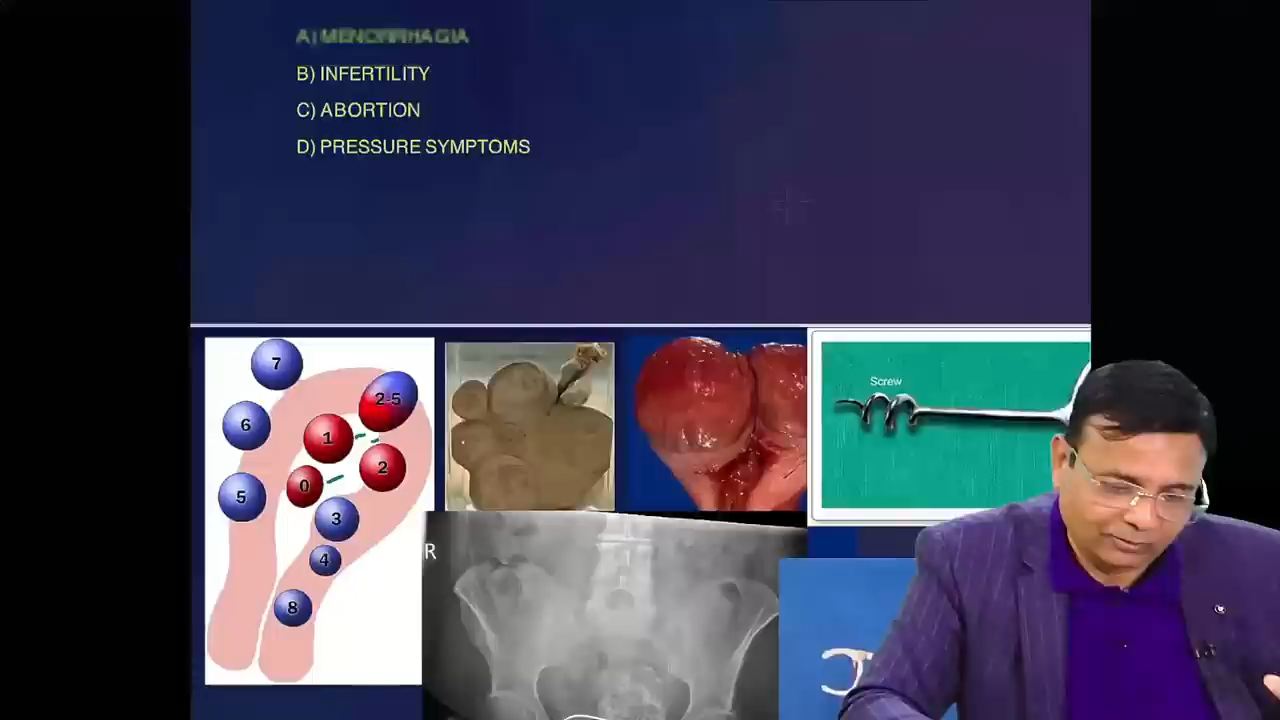 A) MENORRHAGIA
B) INFERTILITY
C) ABORTION
D) PRESSURE SYMPTOMS
7
2-5
6
1
2
0
5
3
4
8
Screw
R